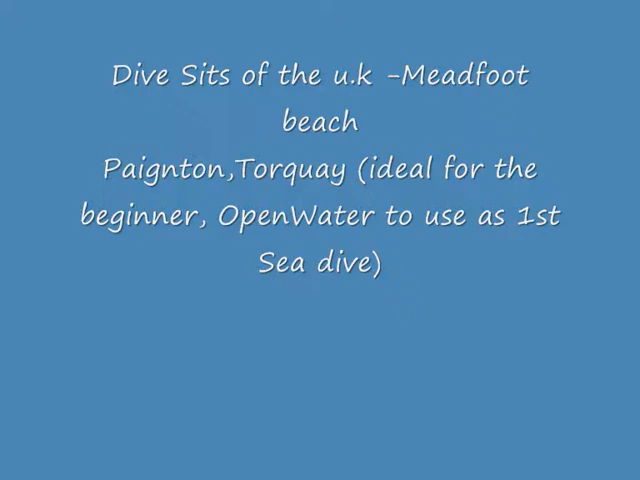 Dive Sits of the u.k -Meadfoot
beach
Paignton,Torquay (ideal for the
beginner, OpenWater to use as 1st
Sea dive)